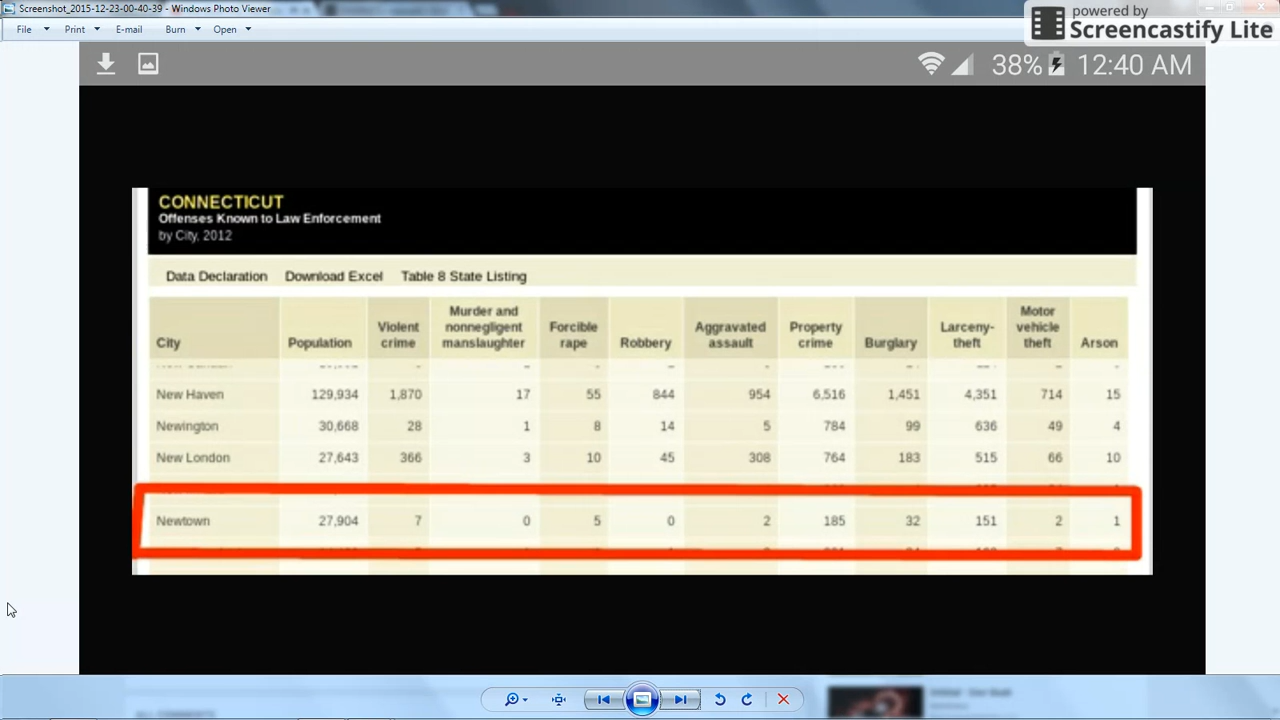 Screenshot_2015-12-23-00-40-39 - Windows Photo Viewer
powered by
Screencastify Lite
File Print E-mail Burn Open
38% 12:40 AM
CONNECTICUT
Offenses Known to Law Enforcement
by City, 2012
Data Declaration Download Excel Table 8 State Listing
City Population Violent crime Murder and nonnegligent manslaughter Forcible rape Robbery Aggravated assault Property crime Burglary Larceny-theft Motor vehicle theft Arson
New Haven 129,934 1,870 17 55 844 954 6,516 1,451 4,351 714 15
Newington 30,668 28 1 8 14 5 784 99 636 49 4
New London 27,643 366 3 10 45 308 764 183 515 66 10
Newtown 27,904 7 0 5 0 2 185 32 151 2 1
ALL COMMENTS